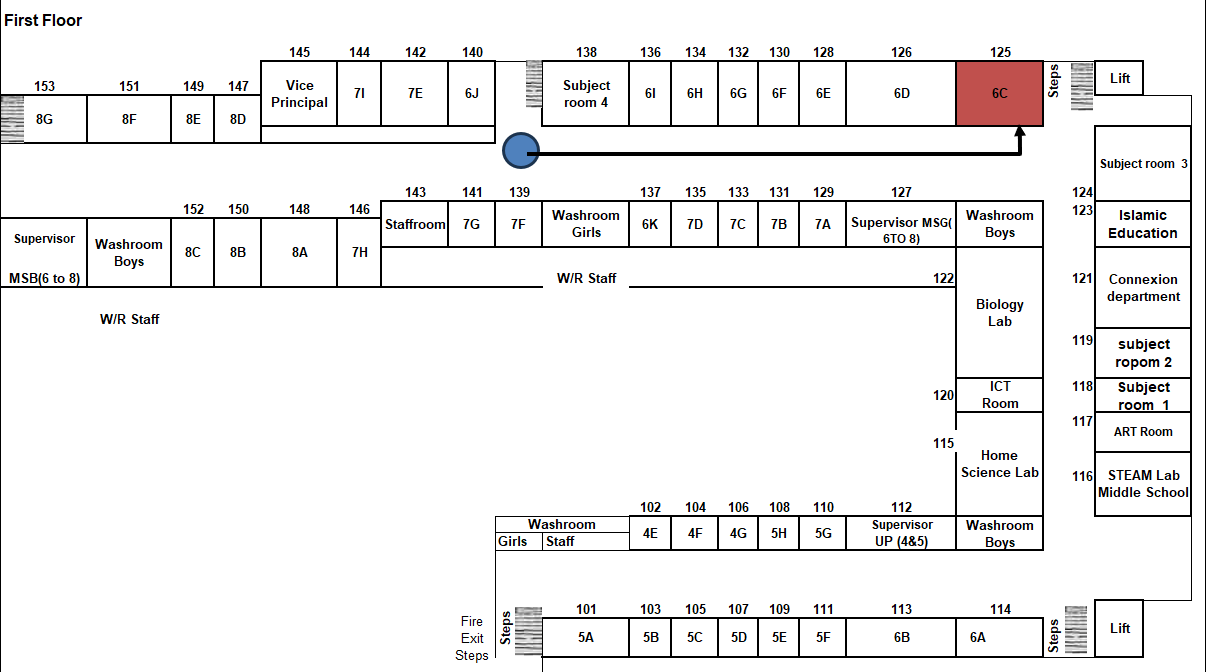 First Floor
145 144 142 140 138 136 134 132 130 128 126 125
153 151 149 147
Vice
Principal
7I 7E 6J
Subject
room 4
6I 6H 6G 6F 6E 6D 6C
Steps
Lift
8G 8F 8E 8D
Subject room 3
143 141 139 137 135 133 131 129 127
124
152 150 148 146
123
Staffroom 7G 7F
Washroom
Girls
6K 7D 7C 7B 7A
Supervisor MSG(
6TO 8)
Washroom
Boys
Islamic
Education
Supervisor
MSB(6 to 8)
Washroom
Boys
8C 8B 8A 7H
W/R Staff
122
121
Connexion
department
W/R Staff
Biology
Lab
119
subject
ropom 2
120
ICT
Room
118
Subject
room 1
117
ART Room
115
Home
Science Lab
116
STEAM Lab
Middle School
102 104 106 108 110 112
Washroom
Girls Staff
4E 4F 4G 5H 5G
Supervisor
UP (4&5)
Washroom
Boys
101 103 105 107 109 111 113 114
Fire
Exit
Steps
Steps
5A 5B 5C 5D 5E 5F 6B 6A
Steps
Lift